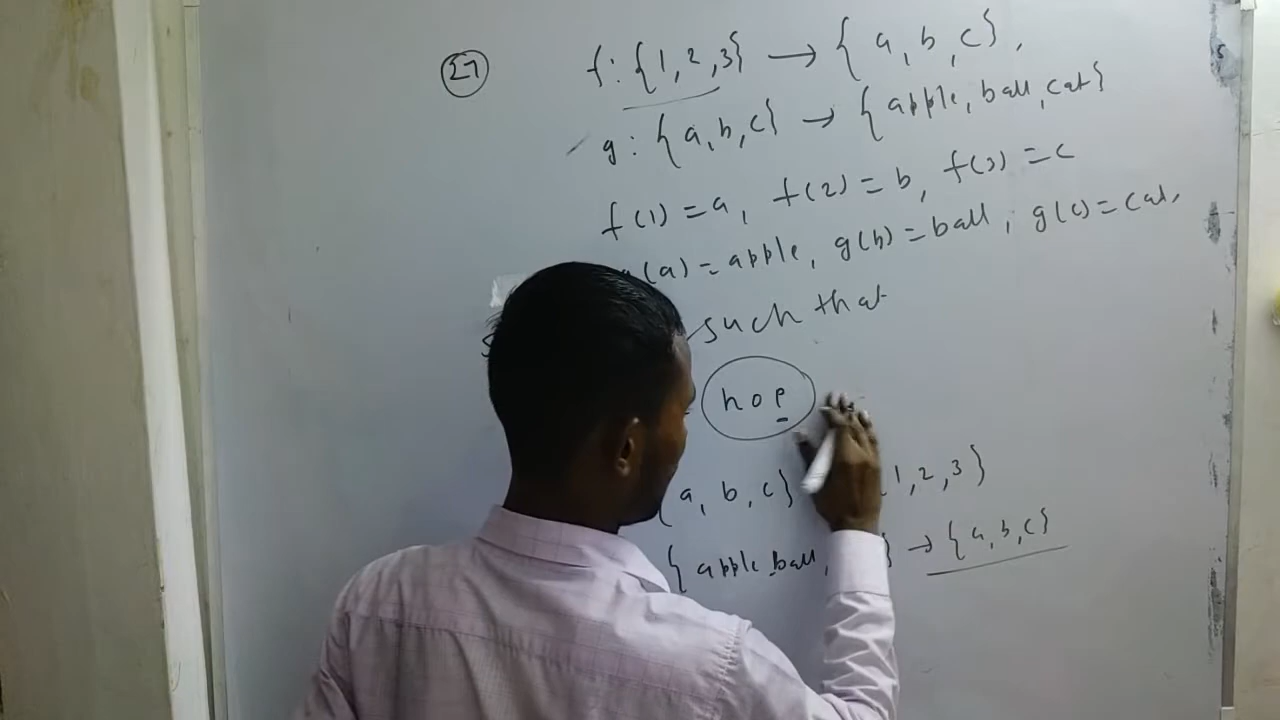 27 f: {1, 2, 3} → { a, b, c},
g : {a, b, c} → {apple, ball, cat}
f(1) = a, f(2) = b, f(3) = c
(a) = apple, g(b) = ball, g(c) = cat,
such that
hop
{ a, b, c} 1, 2, 3}
{ apple ball, } → { a, b, c}